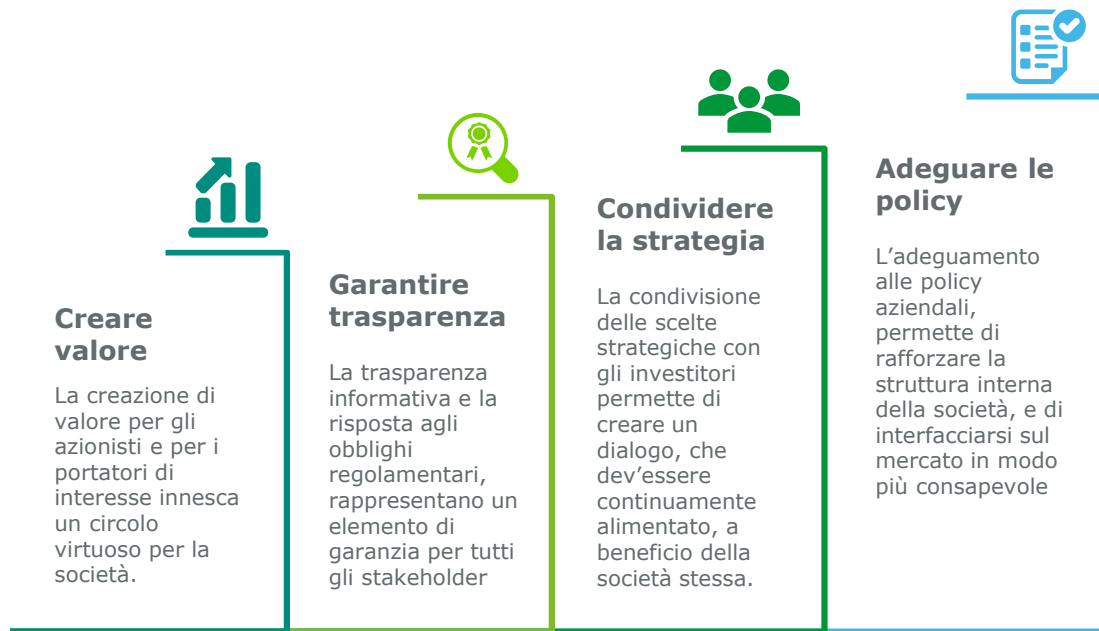 Creare
valore
La creazione di
valore per gli
azionisti e per i
portatori di
interesse innesca
un circolo
virtuoso per la
società.
Garantire
trasparenza
La trasparenza
informativa e la
risposta agli
obblighi
regolamentari,
rappresentano un
elemento di
garanzia per tutti
gli stakeholder
Condividere
la strategia
La condivisione
delle scelte
strategiche con
gli investitori
permette di
creare un
dialogo, che
dev’essere
continuamente
alimentato, a
beneficio della
società stessa.
Adeguare le
policy
L’adeguamento
alle policy
aziendali,
permette di
rafforzare la
struttura interna
della società, e di
interfacciarsi sul
mercato in modo
più consapevole